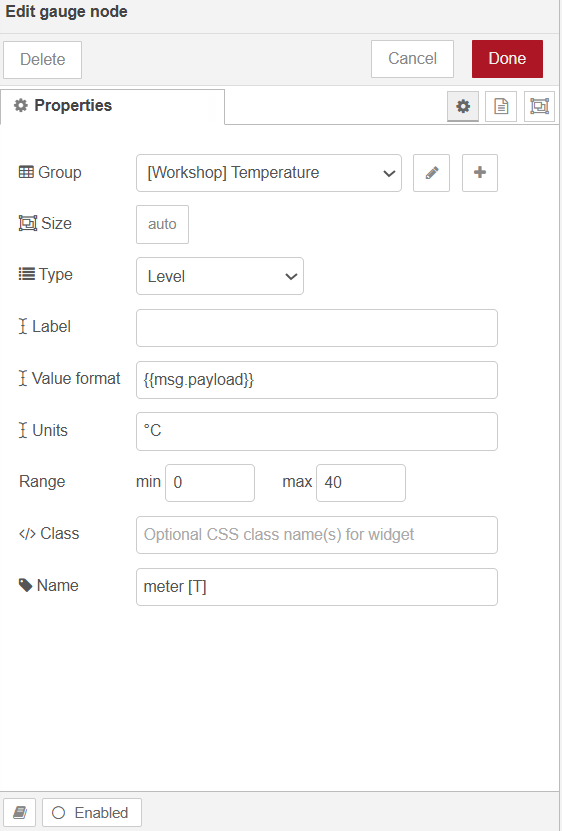 Edit gauge node
Delete
Cancel
Done
Properties
Group
[Workshop] Temperature
Size
auto
Type
Level
Label
Value format
{{msg.payload}}
Units
°C
Range
min 0
max 40
</> Class
Optional CSS class name(s) for widget
Name
meter [T]
Enabled